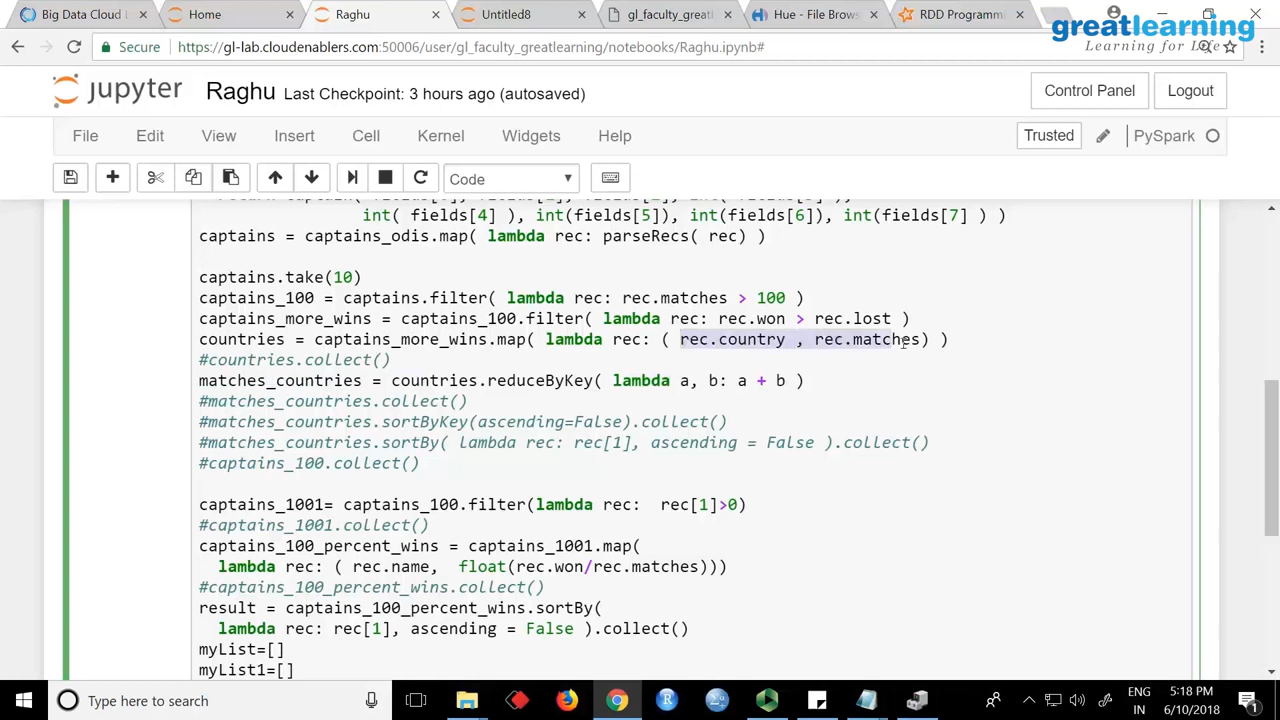 Big Data Cloud L
Home
Raghu
Untitled8
gl_faculty_greatl
Hue - File Brows
RDD Programmi
greatlearning
Learning for Life
Secure
https://gl-lab.cloudenablers.com:50006/user/gl_faculty_greatlearning/notebooks/Raghu.ipynb#
jupyter
Raghu
Last Checkpoint: 3 hours ago (autosaved)
Control Panel
Logout
File Edit View Insert Cell Kernel Widgets Help
Trusted
PySpark
Code
int( fields[4] ), int(fields[5]), int(fields[6]), int(fields[7] ) )
captains = captains_odis.map( lambda rec: parseRecs( rec) )
captains.take(10)
captains_100 = captains.filter( lambda rec: rec.matches > 100 )
captains_more_wins = captains_100.filter( lambda rec: rec.won > rec.lost )
countries = captains_more_wins.map( lambda rec: ( rec.country , rec.matches) )
#countries.collect()
matches_countries = countries.reduceByKey( lambda a, b: a + b )
#matches_countries.collect()
#matches_countries.sortByKey(ascending=False).collect()
#matches_countries.sortBy( lambda rec: rec[1], ascending = False ).collect()
#captains_100.collect()
captains_1001= captains_100.filter(lambda rec:  rec[1]>0)
#captains_1001.collect()
captains_100_percent_wins = captains_1001.map(
lambda rec: ( rec.name,  float(rec.won/rec.matches)))
#captains_100_percent_wins.collect()
result = captains_100_percent_wins.sortBy(
lambda rec: rec[1], ascending = False ).collect()
myList=[]
myList1=[]
Type here to search
ENG
IN
5:18 PM
6/10/2018